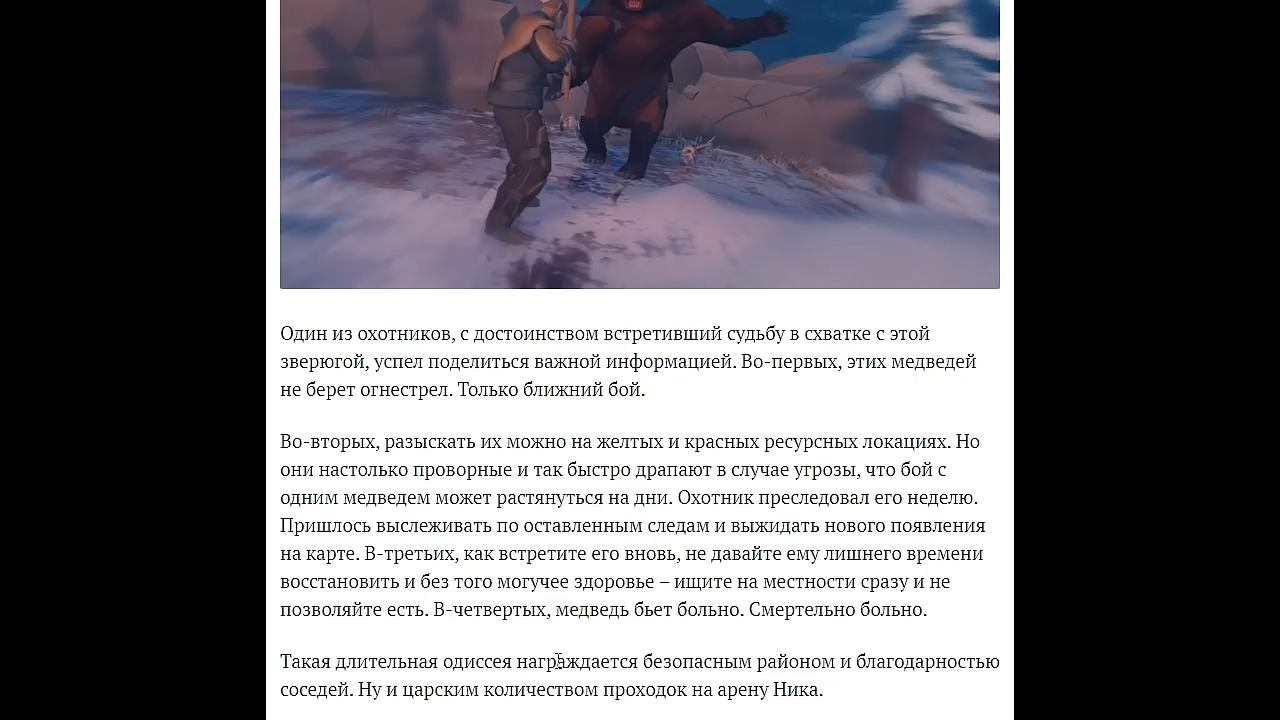 Один из охотников, с достоинством встретивший судьбу в схватке с этой
зверюгой, успел поделиться важной информацией. Во-первых, этих медведей
не берет огнестрел. Только ближний бой.
Во-вторых, разыскать их можно на желтых и красных ресурсных локациях. Но
они настолько проворные и так быстро драпают в случае угрозы, что бой с
одним медведем может растянуться на дни. Охотник преследовал его неделю.
Пришлось выслеживать по оставленным следам и выжидать нового появления
на карте. В-третьих, как встретите его вновь, не давайте ему лишнего времени
восстановить и без того могучее здоровье – ищите на местности сразу и не
позволяйте есть. В-четвертых, медведь бьет больно. Смертельно больно.
Такая длительная одиссея награждается безопасным районом и благодарностью
соседей. Ну и царским количеством проходок на арену Ника.